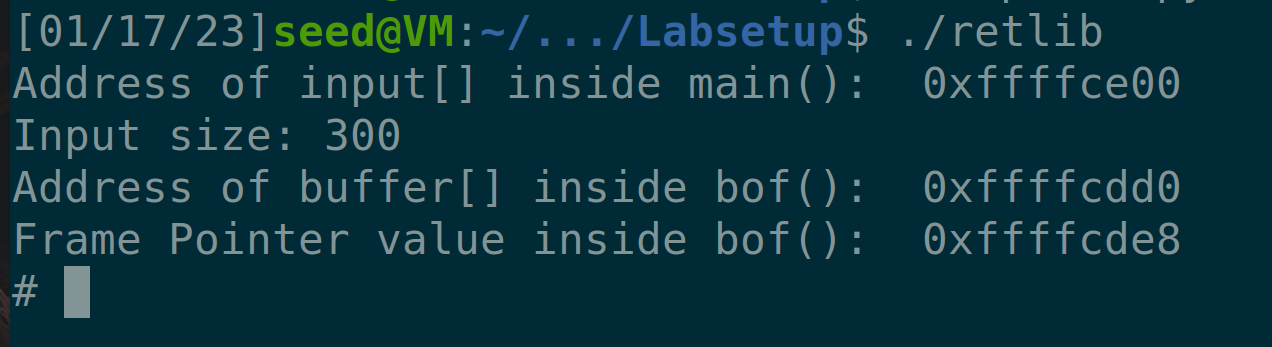 [01/17/23]seed@VM:~/.../Labsetup$ ./retlib
Address of input[] inside main():  0xffffce00
Input size: 300
Address of buffer[] inside bof():  0xffffcdd0
Frame Pointer value inside bof():  0xffffcde8
#